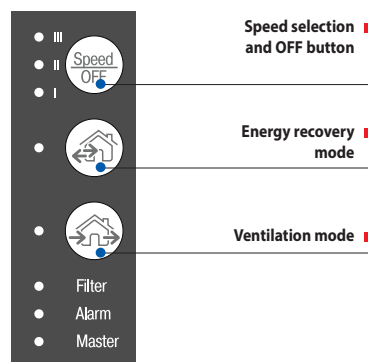 III
II
I
Speed
OFF
Speed selection
and OFF button
Energy recovery
mode
Ventilation mode
Filter
Alarm
Master